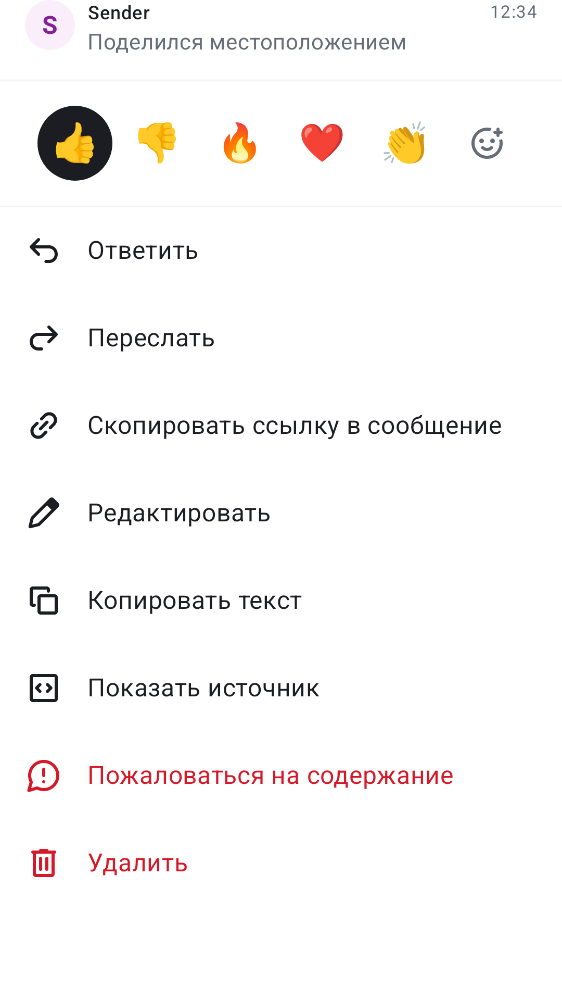 S
Sender
12:34
Поделился местоположением
Ответить
Переслать
Скопировать ссылку в сообщение
Редактировать
Копировать текст
Показать источник
Пожаловаться на содержание
Удалить